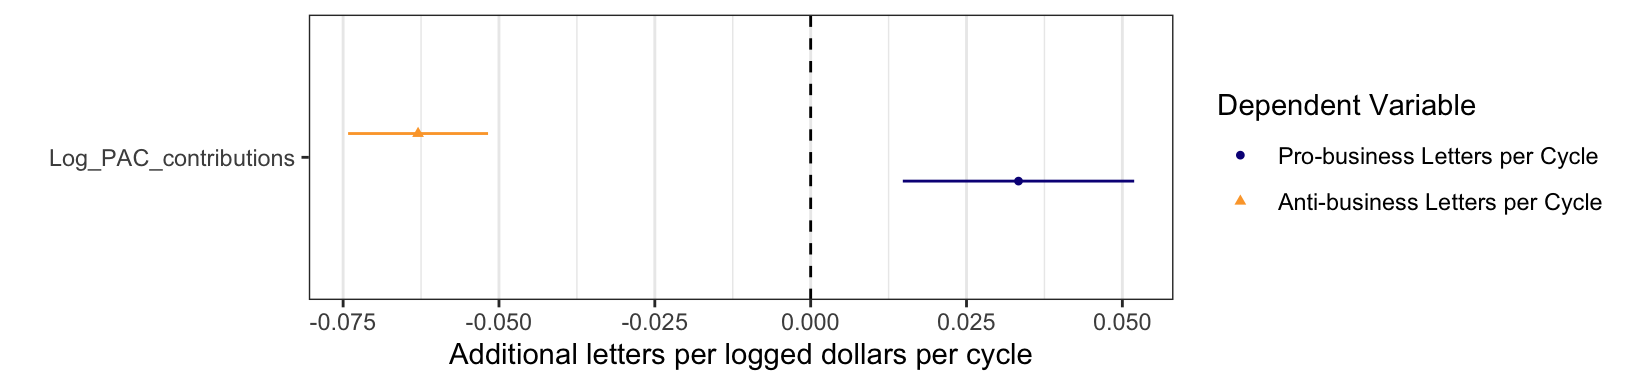 Log_PAC_contributions
-0.075
-0.050
-0.025
0.000
0.025
0.050
Additional letters per logged dollars per cycle
Dependent Variable
Pro-business Letters per Cycle
Anti-business Letters per Cycle